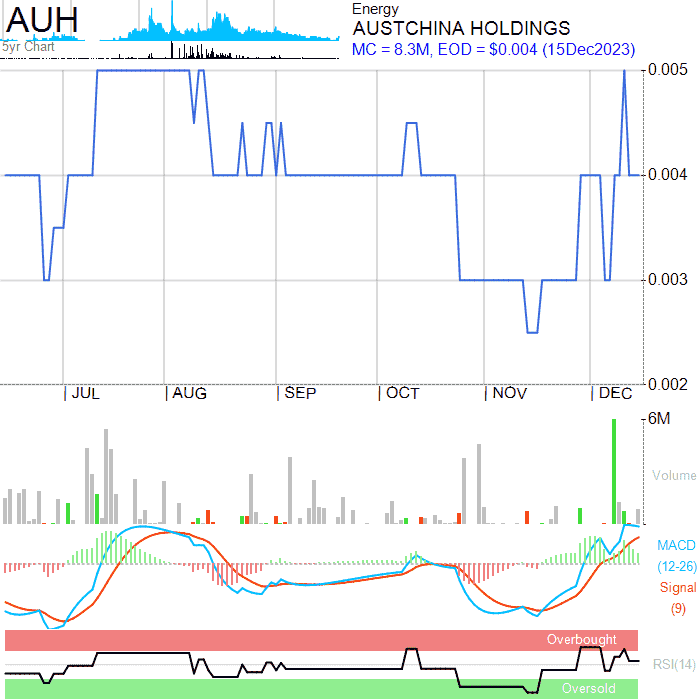 AUH
5yr Chart
Energy
AUSTCHINA HOLDINGS
MC = 8.3M, EOD = $0.004 (15Dec2023)
0.005
0.004
0.003
0.002
JUL
AUG
SEP
OCT
NOV
DEC
6M
Volume
MACD
(12-26)
Signal
(9)
Overbought
RSI(14)
Oversold